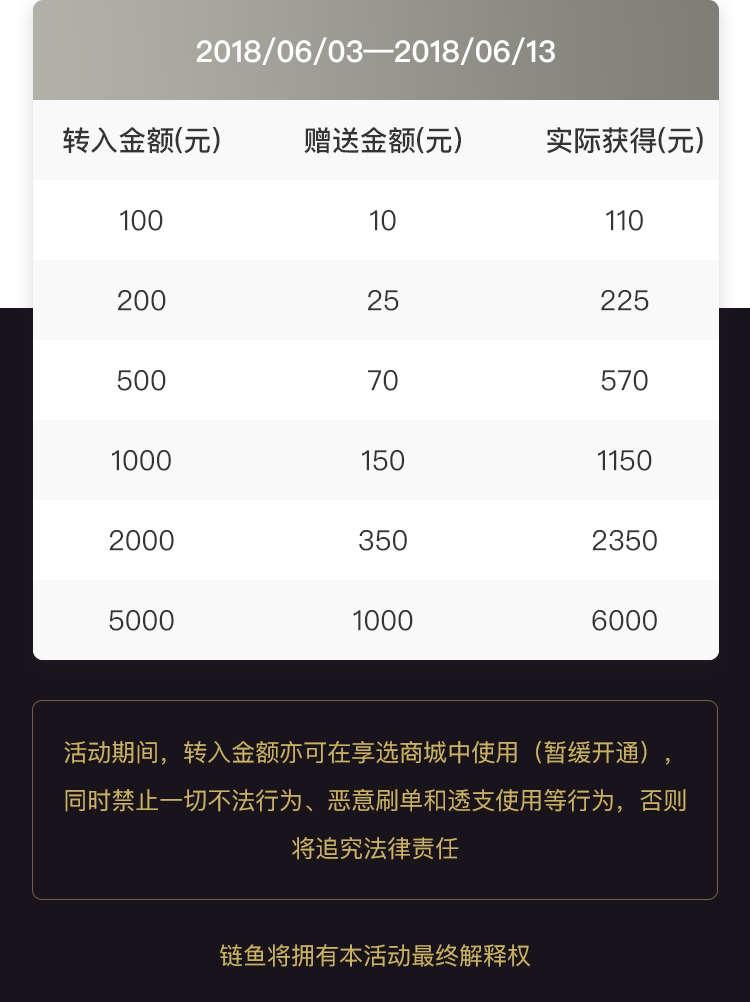 2018/06/03—2018/06/13
转入金额(元) 赠送金额(元) 实际获得(元)
100 10 110
200 25 225
500 70 570
1000 150 1150
2000 350 2350
5000 1000 6000
活动期间，转入金额亦可在享选商城中使用（暂缓开通），
同时禁止一切不法行为、恶意刷单和透支使用等行为，否则
将追究法律责任
链鱼将拥有本活动最终解释权